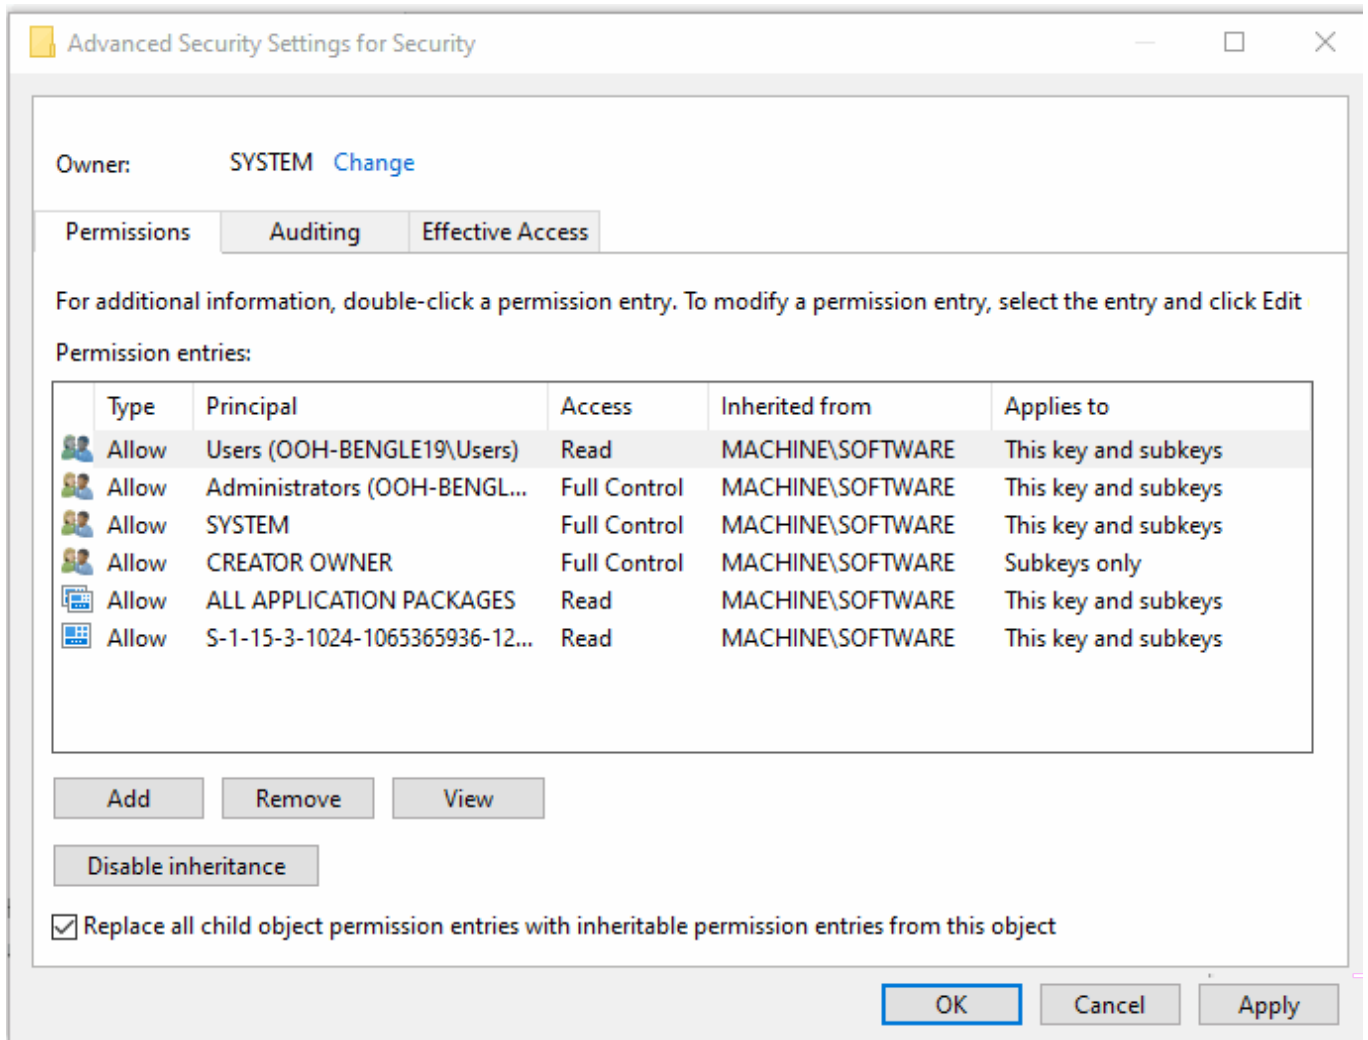 Advanced Security Settings for Security
Owner: SYSTEM Change
Permissions Auditing Effective Access
For additional information, double-click a permission entry. To modify a permission entry, select the entry and click Edit
Permission entries:
Type Principal Access Inherited from Applies to
Allow Users (OOH-BENGLE19\Users) Read MACHINE\SOFTWARE This key and subkeys
Allow Administrators (OOH-BENGL... Full Control MACHINE\SOFTWARE This key and subkeys
Allow SYSTEM Full Control MACHINE\SOFTWARE This key and subkeys
Allow CREATOR OWNER Full Control MACHINE\SOFTWARE Subkeys only
Allow ALL APPLICATION PACKAGES Read MACHINE\SOFTWARE This key and subkeys
Allow S-1-15-3-1024-1065365936-12... Read MACHINE\SOFTWARE This key and subkeys
Add Remove View
Disable inheritance
Replace all child object permission entries with inheritable permission entries from this object
OK Cancel Apply